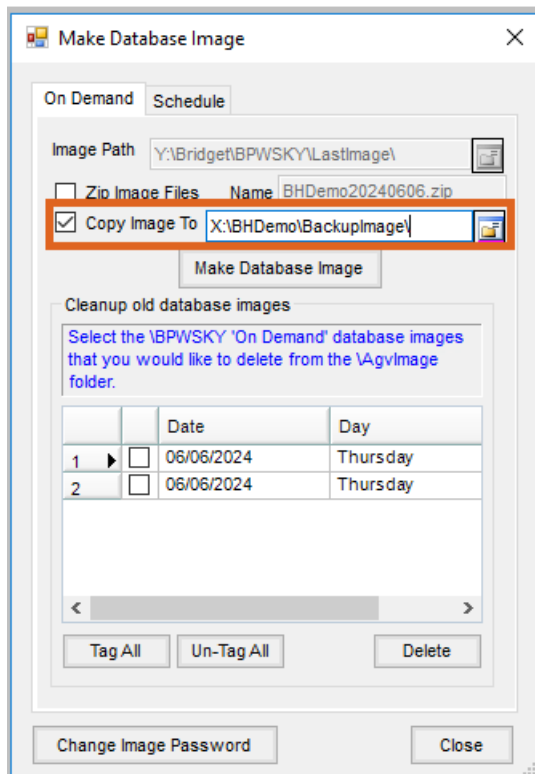 Make Database Image
On Demand
Schedule
Image Path
Y:\Bridget\BPWSKY\LastImage\
Zip Image Files
Name
BHDemo20240606.zip
Copy Image To
X:\BHDemo\BackupImage\
Make Database Image
Cleanup old database images
Select the \BPWSKY 'On Demand' database images
that you would like to delete from the \AgvImage
folder.
Date
Day
1
06/06/2024
Thursday
2
06/06/2024
Thursday
Tag All
Un-Tag All
Delete
Change Image Password
Close